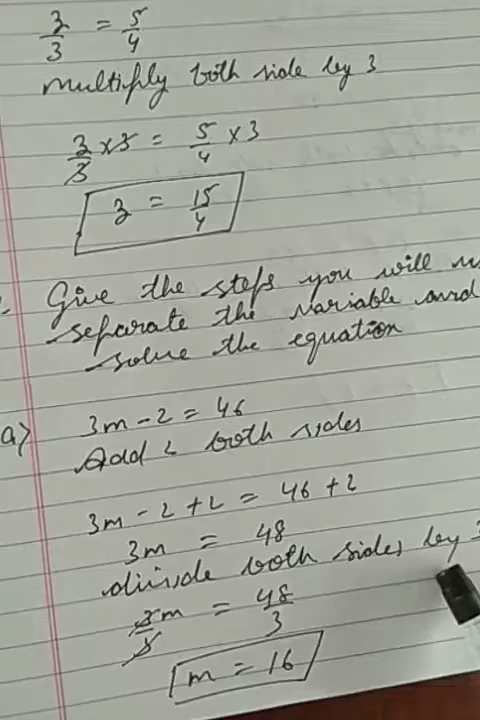 z/3 = 5/4
Multiply both side by 3
z/3 × 3 = 5/4 × 3
z = 15/4
Give the steps you will
separate the variable and
solve the equation
a) 3m - 2 = 46
Add 2 both sides
3m - 2 + 2 = 46 + 2
3m = 48
divide both sides by 3
3m/3 = 48/3
m = 16